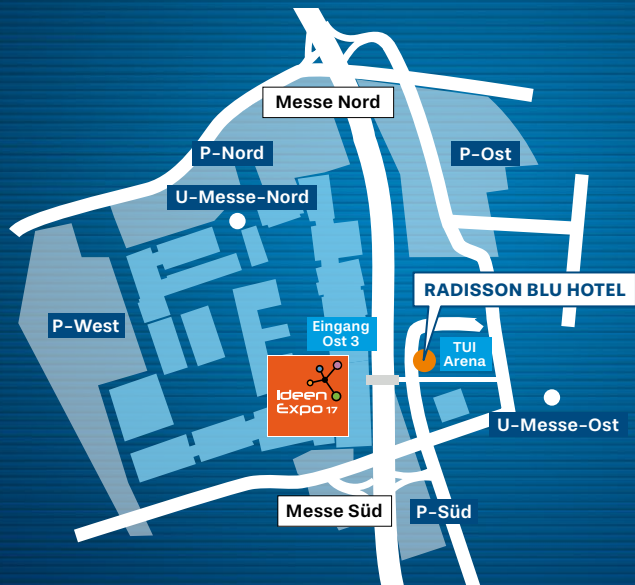 Messe Nord
P-Nord
P-Ost
U-Messe-Nord
RADISSON BLU HOTEL
P-West
Eingang
Ost 3
TUI
Arena
Ideen
Expo 17
U-Messe-Ost
Messe Süd
P-Süd